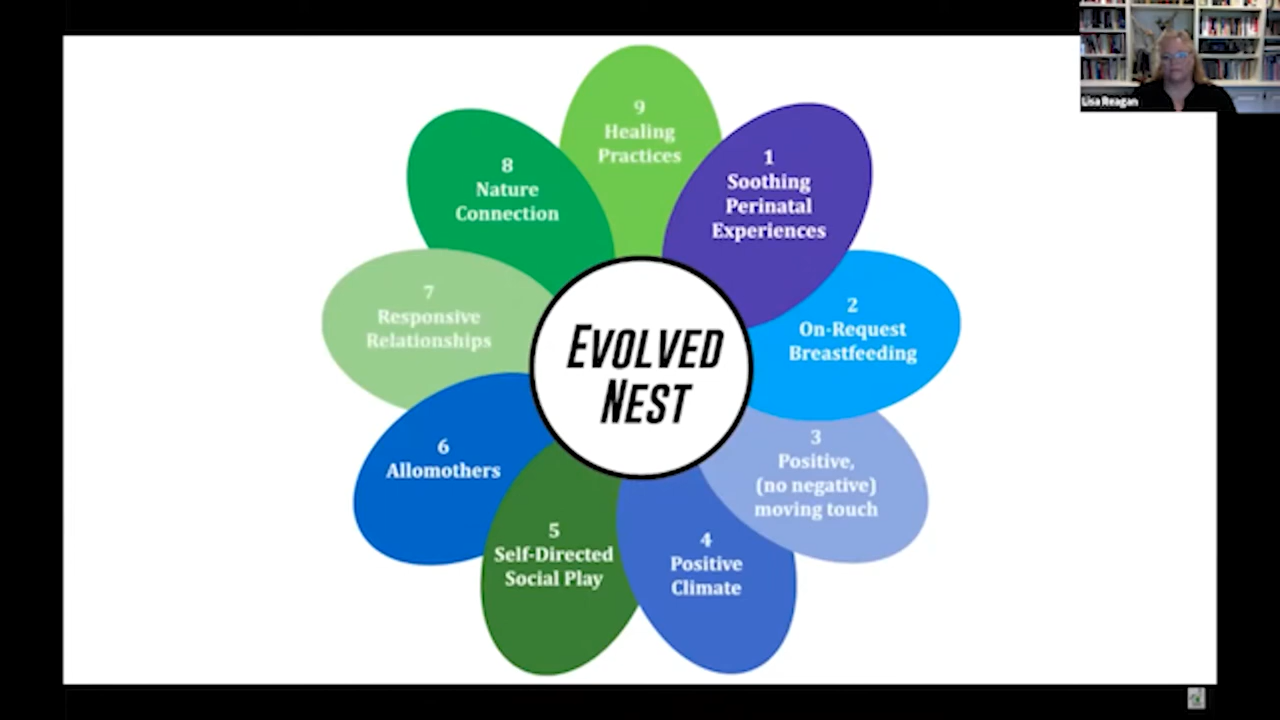 9
Healing
Practices
1
Soothing
Perinatal
Experiences
2
On-Request
Breastfeeding
3
Positive,
(no negative)
moving touch
4
Positive
Climate
5
Self-Directed
Social Play
6
Allomothers
7
Responsive
Relationships
8
Nature
Connection
EVOLVED
NEST
Lisa Reagan